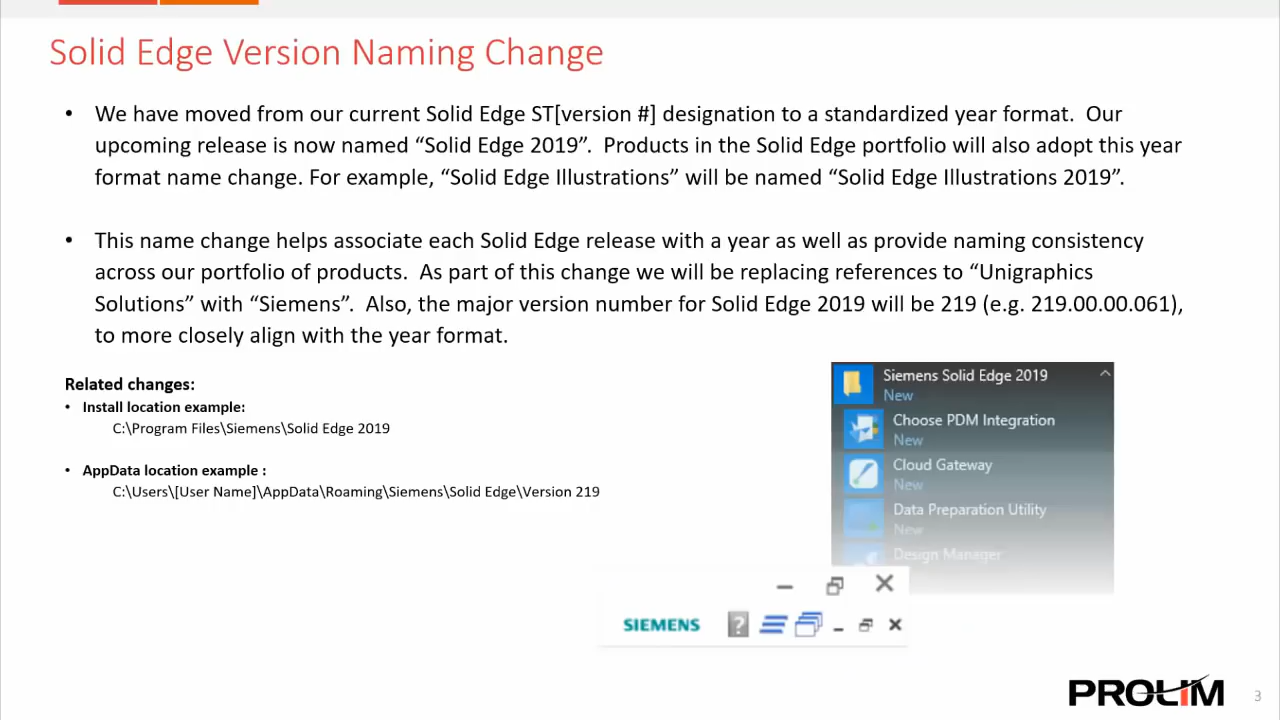 Solid Edge Version Naming Change
• We have moved from our current Solid Edge ST[version #] designation to a standardized year format.  Our
upcoming release is now named “Solid Edge 2019”.  Products in the Solid Edge portfolio will also adopt this year
format name change. For example, “Solid Edge Illustrations” will be named “Solid Edge Illustrations 2019”.
• This name change helps associate each Solid Edge release with a year as well as provide naming consistency
across our portfolio of products.  As part of this change we will be replacing references to “Unigraphics
Solutions” with “Siemens”.  Also, the major version number for Solid Edge 2019 will be 219 (e.g. 219.00.00.061),
to more closely align with the year format.
Related changes:
• Install location example:
C:\Program Files\Siemens\Solid Edge 2019
• AppData location example :
C:\Users\[User Name]\AppData\Roaming\Siemens\Solid Edge\Version 219
Siemens Solid Edge 2019
New
Choose PDM Integration
New
Cloud Gateway
New
Data Preparation Utility
New
Design Manager
SIEMENS
PROLIM
3